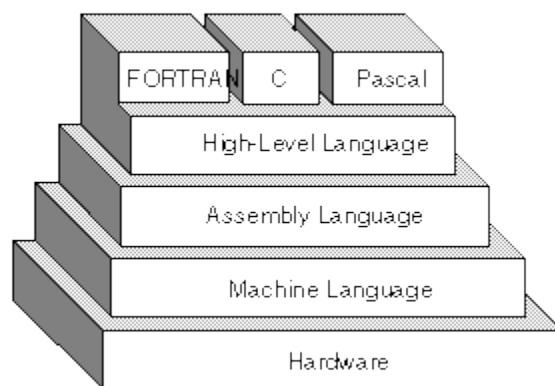 FORTRAN C Pascal
High-Level Language
Assembly Language
Machine Language
Hardware